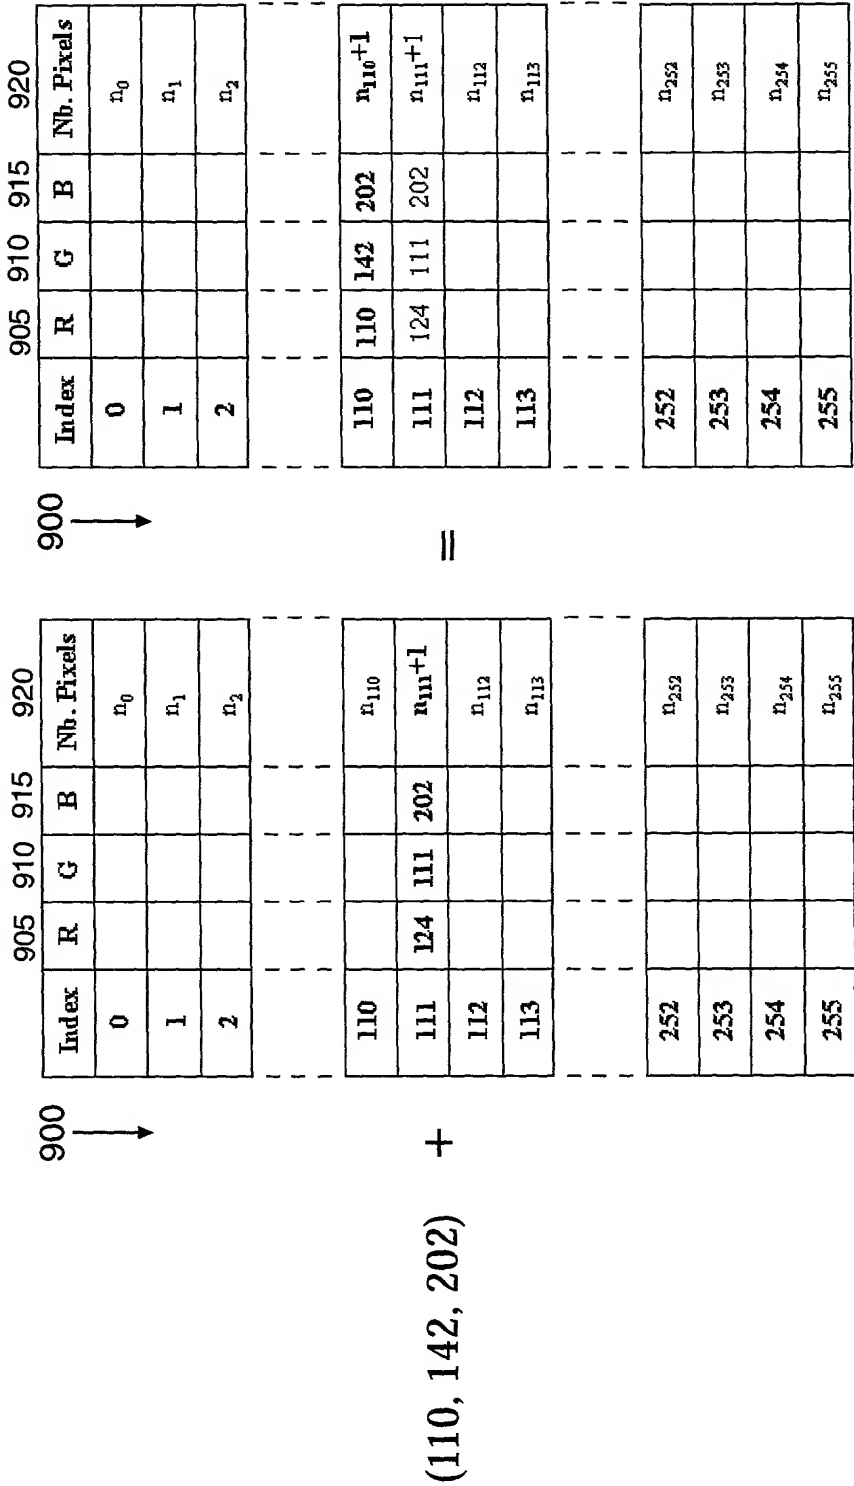 (110, 142, 202)
+
900
905 910 915 920
Index R G B Nb. Pixels
0 n₀
1 n₁
2 n₂
110 n₁₁₀
111 124 111 202 n₁₁₁+1
112 n₁₁₂
113 n₁₁₃
252 n₂₅₂
253 n₂₅₃
254 n₂₅₄
255 n₂₅₅
=
900
905 910 915 920
Index R G B Nb. Pixels
0 n₀
1 n₁
2 n₂
110 110 142 202 n₁₁₀+1
111 124 111 202 n₁₁₁+1
112 n₁₁₂
113 n₁₁₃
252 n₂₅₂
253 n₂₅₃
254 n₂₅₄
255 n₂₅₅